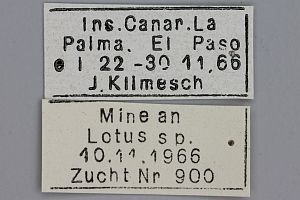 Ins. Canar. La
Palma, El Paso
e l 22-30 11.66
J. Klimesch
Mine an
Lotus sp.
10.11.1966
Zucht Nr 900